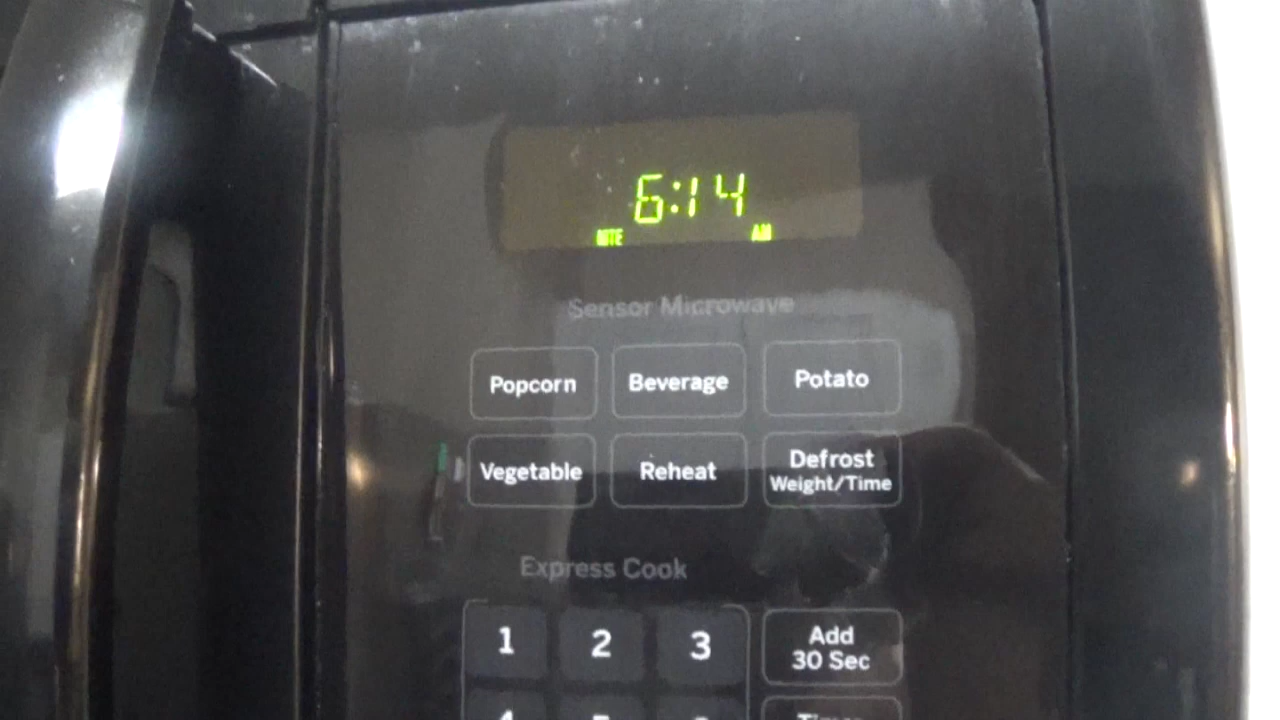 6:14
NITE AM
Sensor Microwave
Popcorn Beverage Potato
Vegetable Reheat Defrost
Weight/Time
Express Cook
1 2 3 Add
30 Sec